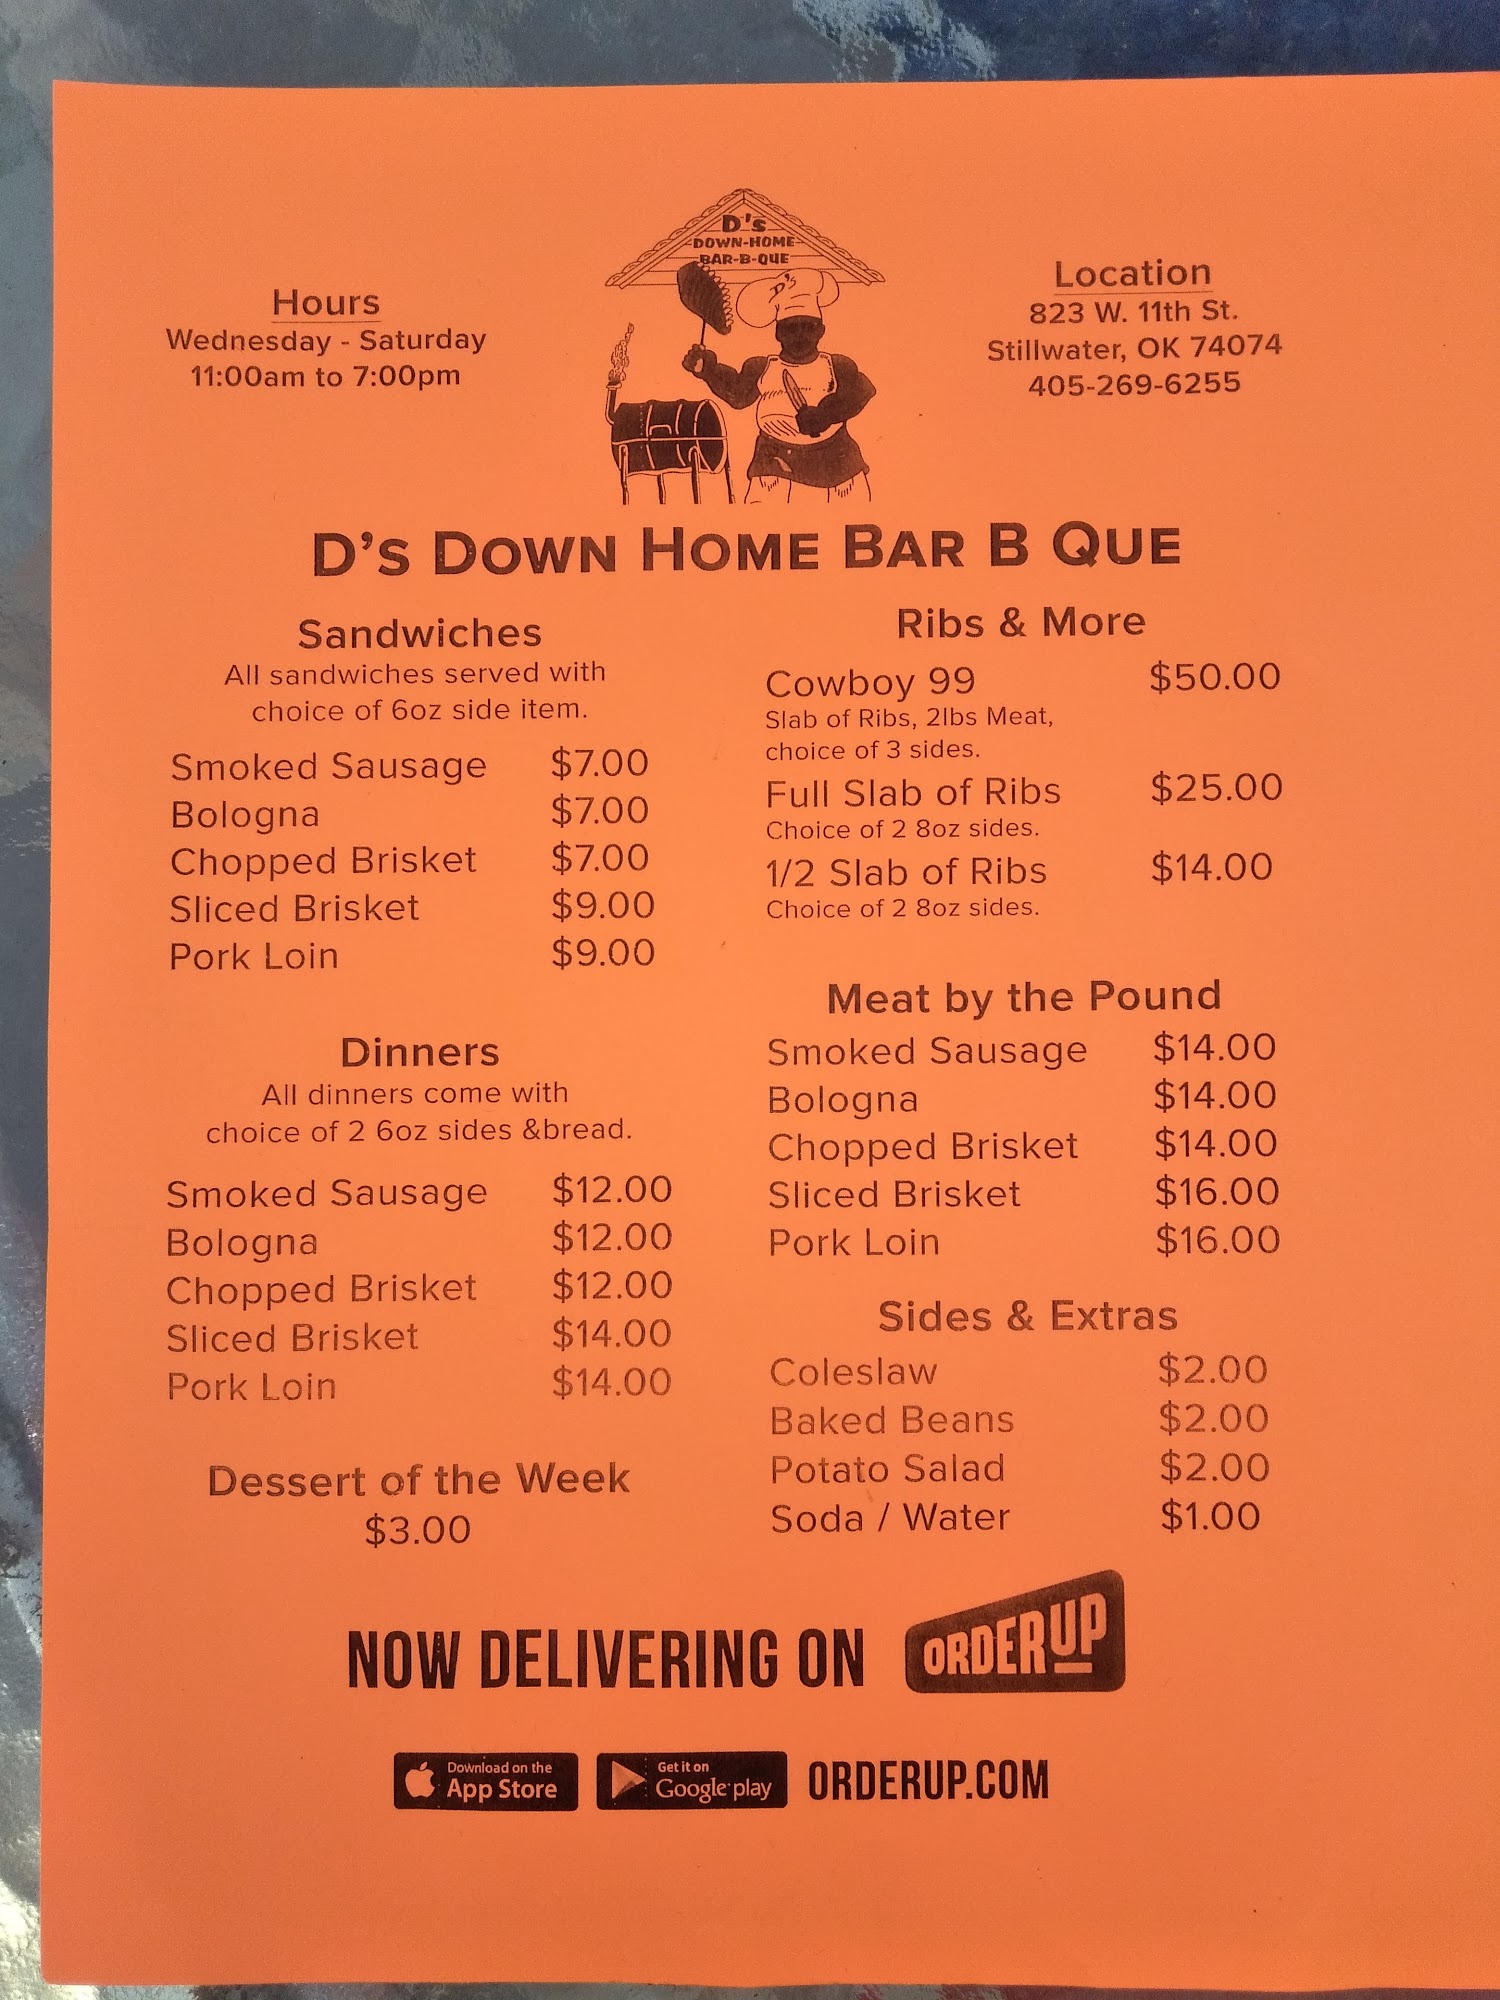 D's
DOWN-HOME
BAR-B-QUE
D's
Hours
Wednesday - Saturday
11:00am to 7:00pm
Location
823 W. 11th St.
Stillwater, OK 74074
405-269-6255
D's Down Home Bar B Que
Sandwiches
All sandwiches served with
choice of 6oz side item.
Smoked Sausage $7.00
Bologna $7.00
Chopped Brisket $7.00
Sliced Brisket $9.00
Pork Loin $9.00
Dinners
All dinners come with
choice of 2 6oz sides &bread.
Smoked Sausage $12.00
Bologna $12.00
Chopped Brisket $12.00
Sliced Brisket $14.00
Pork Loin $14.00
Dessert of the Week
$3.00
Ribs & More
Cowboy 99 $50.00
Slab of Ribs, 2lbs Meat,
choice of 3 sides.
Full Slab of Ribs $25.00
Choice of 2 8oz sides.
1/2 Slab of Ribs $14.00
Choice of 2 8oz sides.
Meat by the Pound
Smoked Sausage $14.00
Bologna $14.00
Chopped Brisket $14.00
Sliced Brisket $16.00
Pork Loin $16.00
Sides & Extras
Coleslaw $2.00
Baked Beans $2.00
Potato Salad $2.00
Soda / Water $1.00
NOW DELIVERING ON ORDERUP
Download on the
App Store
Get it on
Google play
ORDERUP.COM